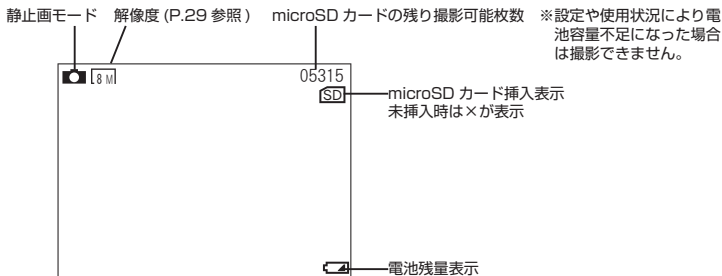 静止画モード 解像度 (P.29 参照) microSD カードの残り撮影可能枚数 ※設定や使用状況により電
池容量不足になった場合
は撮影できません。
8 M 05315
SD
microSD カード挿入表示
未挿入時は×が表示
電池残量表示